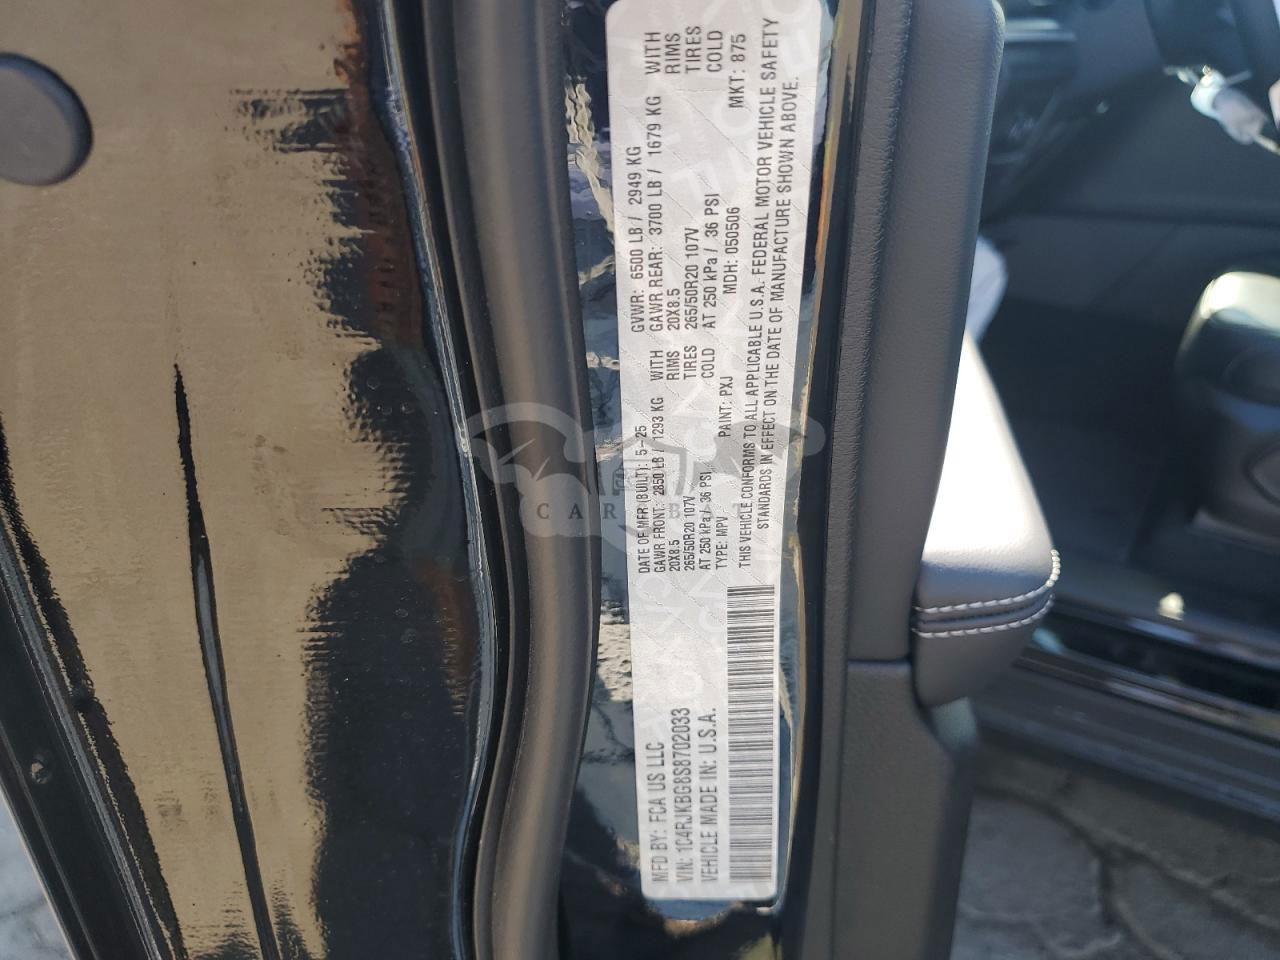 MFD BY: FCA US LLC
VIN: 1C4RJKBG8S8702033
VEHICLE MADE IN: U.S.A.
DATE OF MFR (BUILT): 5-25 GVWR: 6500 LB / 2949 KG
GAWR FRONT: 2850 LB / 1293 KG WITH GAWR REAR: 3700 LB / 1679 KG WITH
20X8.5 RIMS 20X8.5 RIMS
265/50R20 107V TIRES 265/50R20 107V TIRES
AT 250 kPa / 36 PSI COLD AT 250 kPa / 36 PSI COLD
TYPE: MPV PAINT: PXJ MDH: 050506 MKT: 875
THIS VEHICLE CONFORMS TO ALL APPLICABLE U.S.A. FEDERAL MOTOR VEHICLE SAFETY
STANDARDS IN EFFECT ON THE DATE OF MANUFACTURE SHOWN ABOVE.